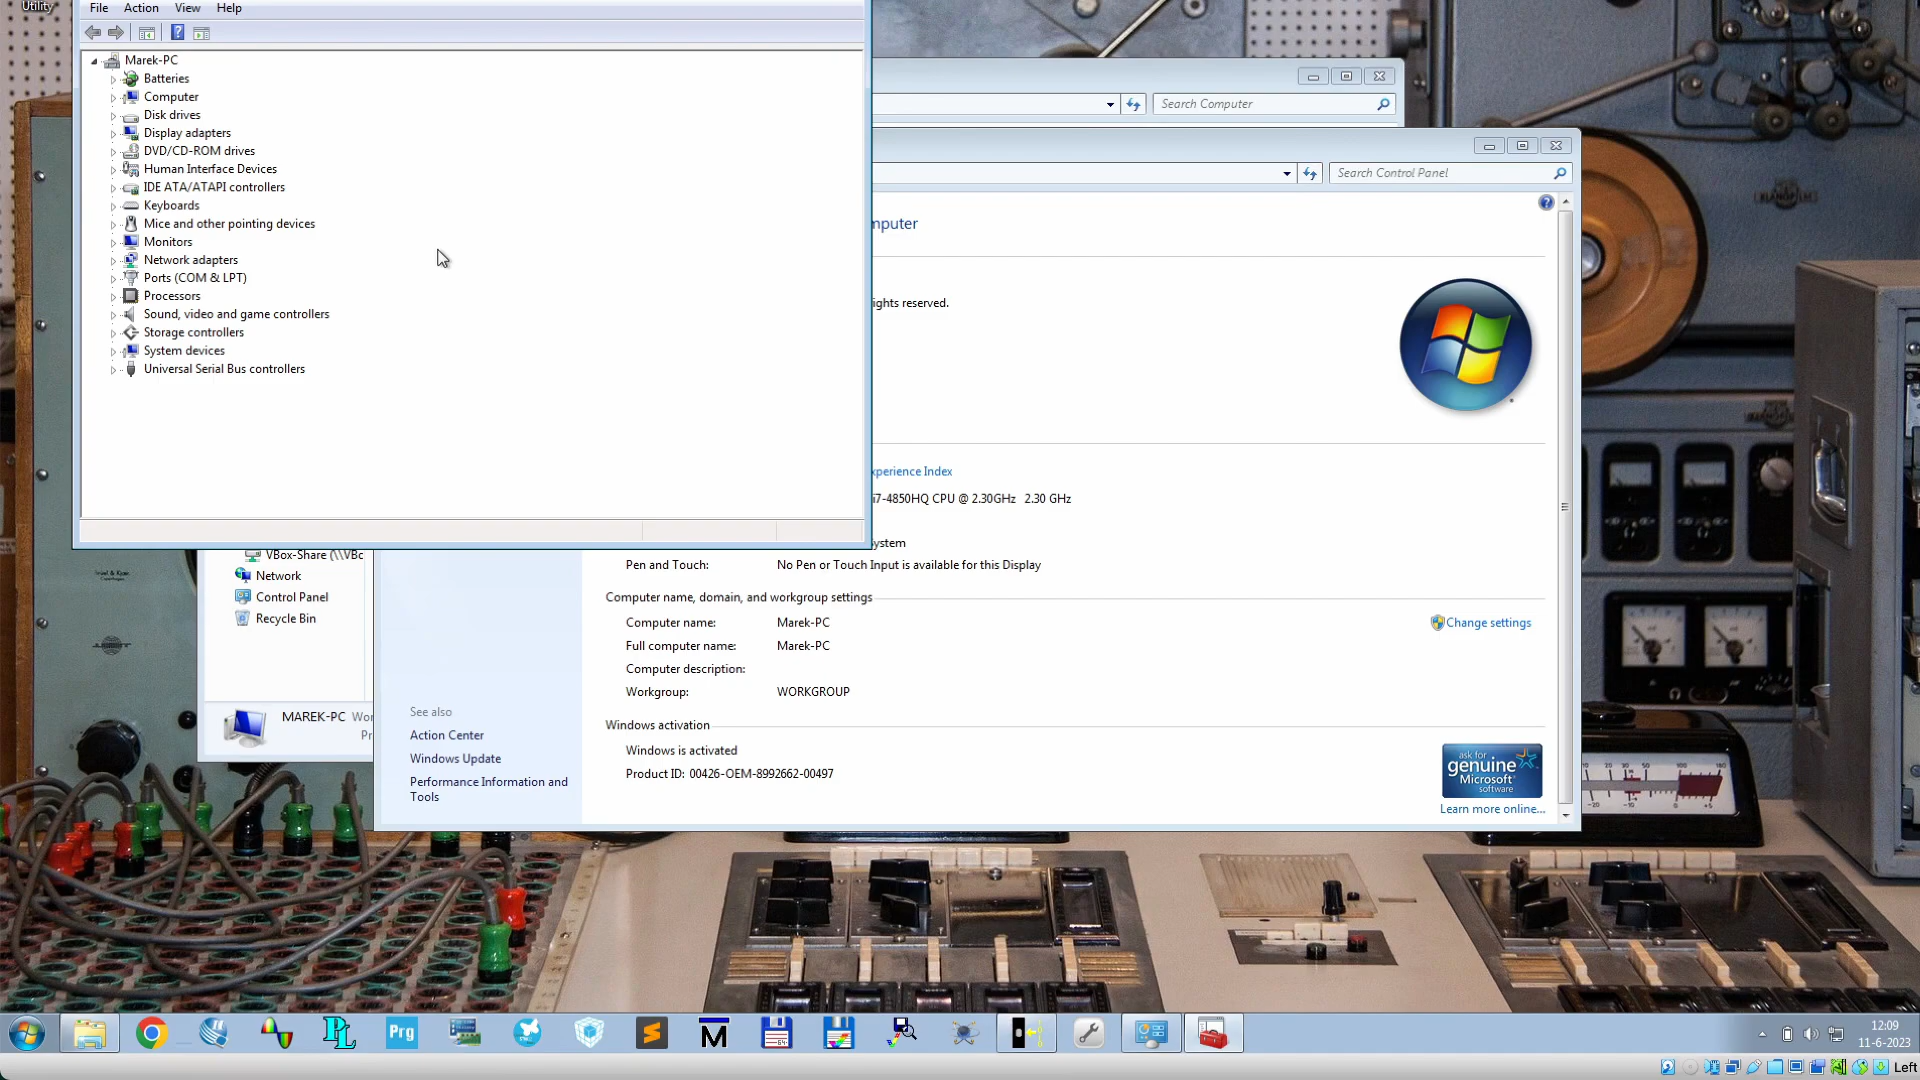 Utility
File Action View Help
Marek-PC
Batteries
Computer
Disk drives
Display adapters
DVD/CD-ROM drives
Human Interface Devices
IDE ATA/ATAPI controllers
Keyboards
Mice and other pointing devices
Monitors
Network adapters
Ports (COM & LPT)
Processors
Sound, video and game controllers
Storage controllers
System devices
Universal Serial Bus controllers
Search Computer
Search Control Panel
mputer
ights reserved.
xperience Index
i7-4850HQ CPU @ 2.30GHz 2.30 GHz
ystem
Pen and Touch: No Pen or Touch Input is available for this Display
Computer name, domain, and workgroup settings
Computer name: Marek-PC
Change settings
Full computer name: Marek-PC
Computer description:
Workgroup: WORKGROUP
Windows activation
Windows is activated
Product ID: 00426-OEM-8992662-00497
ask for
genuine
Microsoft
software
Learn more online...
VBox-Share (\\VBc
Network
Control Panel
Recycle Bin
MAREK-PC Wo
Pr
See also
Action Center
Windows Update
Performance Information and
Tools
Prg
M
64
12:09
11-6-2023
Left